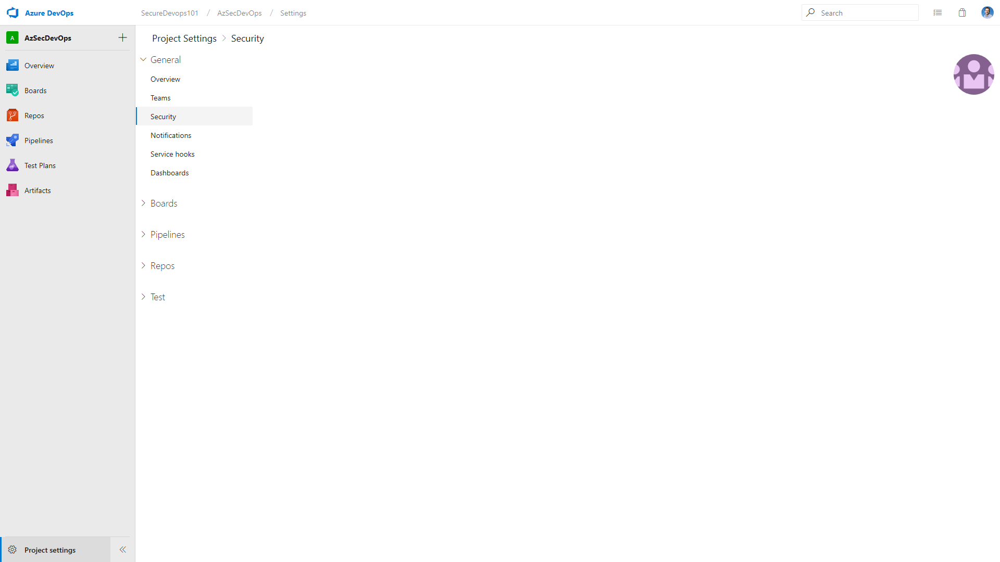 Azure DevOps
SecureDevops101 / AzSecDevOps / Settings
Search
A AzSecDevOps
Overview
Boards
Repos
Pipelines
Test Plans
Artifacts
Project settings
Project Settings > Security
General
Overview
Teams
Security
Notifications
Service hooks
Dashboards
Boards
Pipelines
Repos
Test